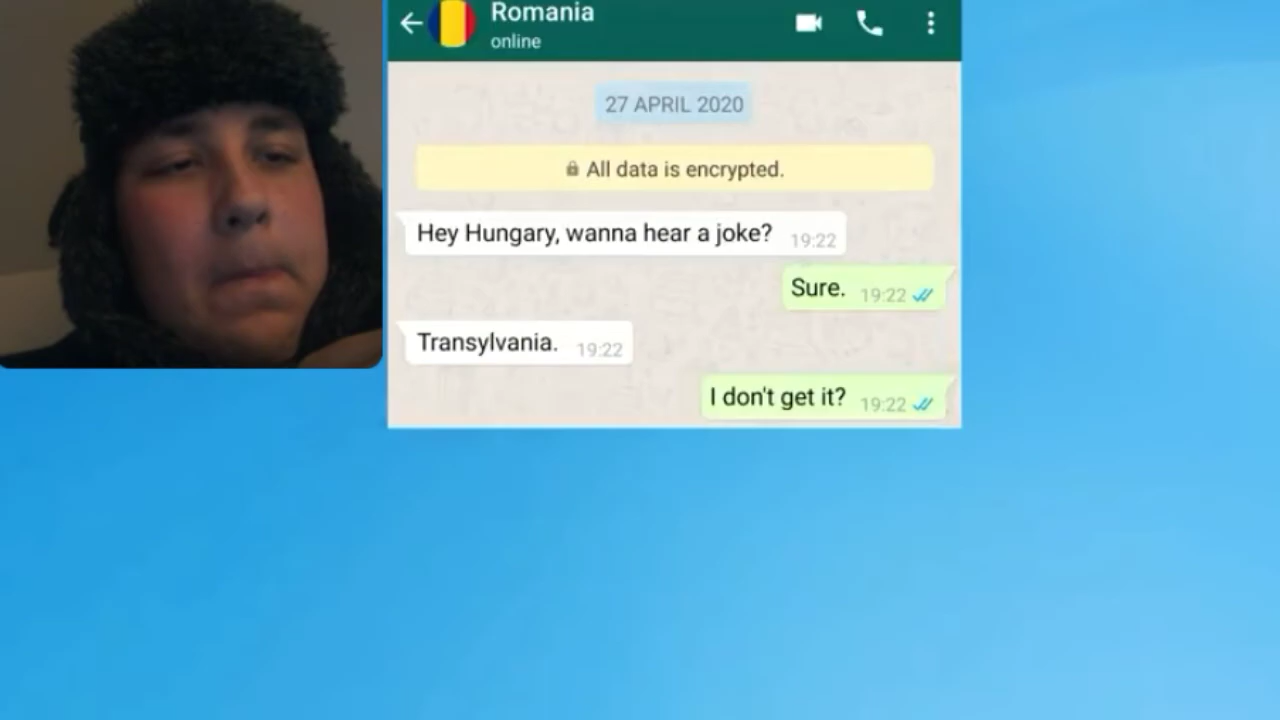 Romania
online
27 APRIL 2020
All data is encrypted.
Hey Hungary, wanna hear a joke? 19:22
Sure. 19:22
Transylvania. 19:22
I don't get it? 19:22